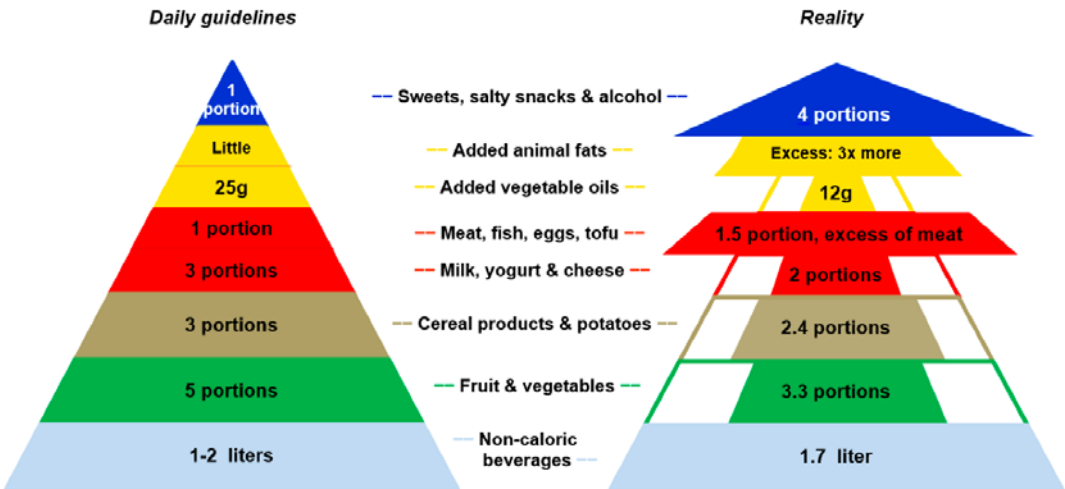 Daily guidelines
Reality
1
portion
Sweets, salty snacks & alcohol
4 portions
Little
Added animal fats
Excess: 3x more
25g
Added vegetable oils
12g
1 portion
Meat, fish, eggs, tofu
1.5 portion, excess of meat
3 portions
Milk, yogurt & cheese
2 portions
3 portions
Cereal products & potatoes
2.4 portions
5 portions
Fruit & vegetables
3.3 portions
1-2 liters
Non-caloric
beverages
1.7 liter